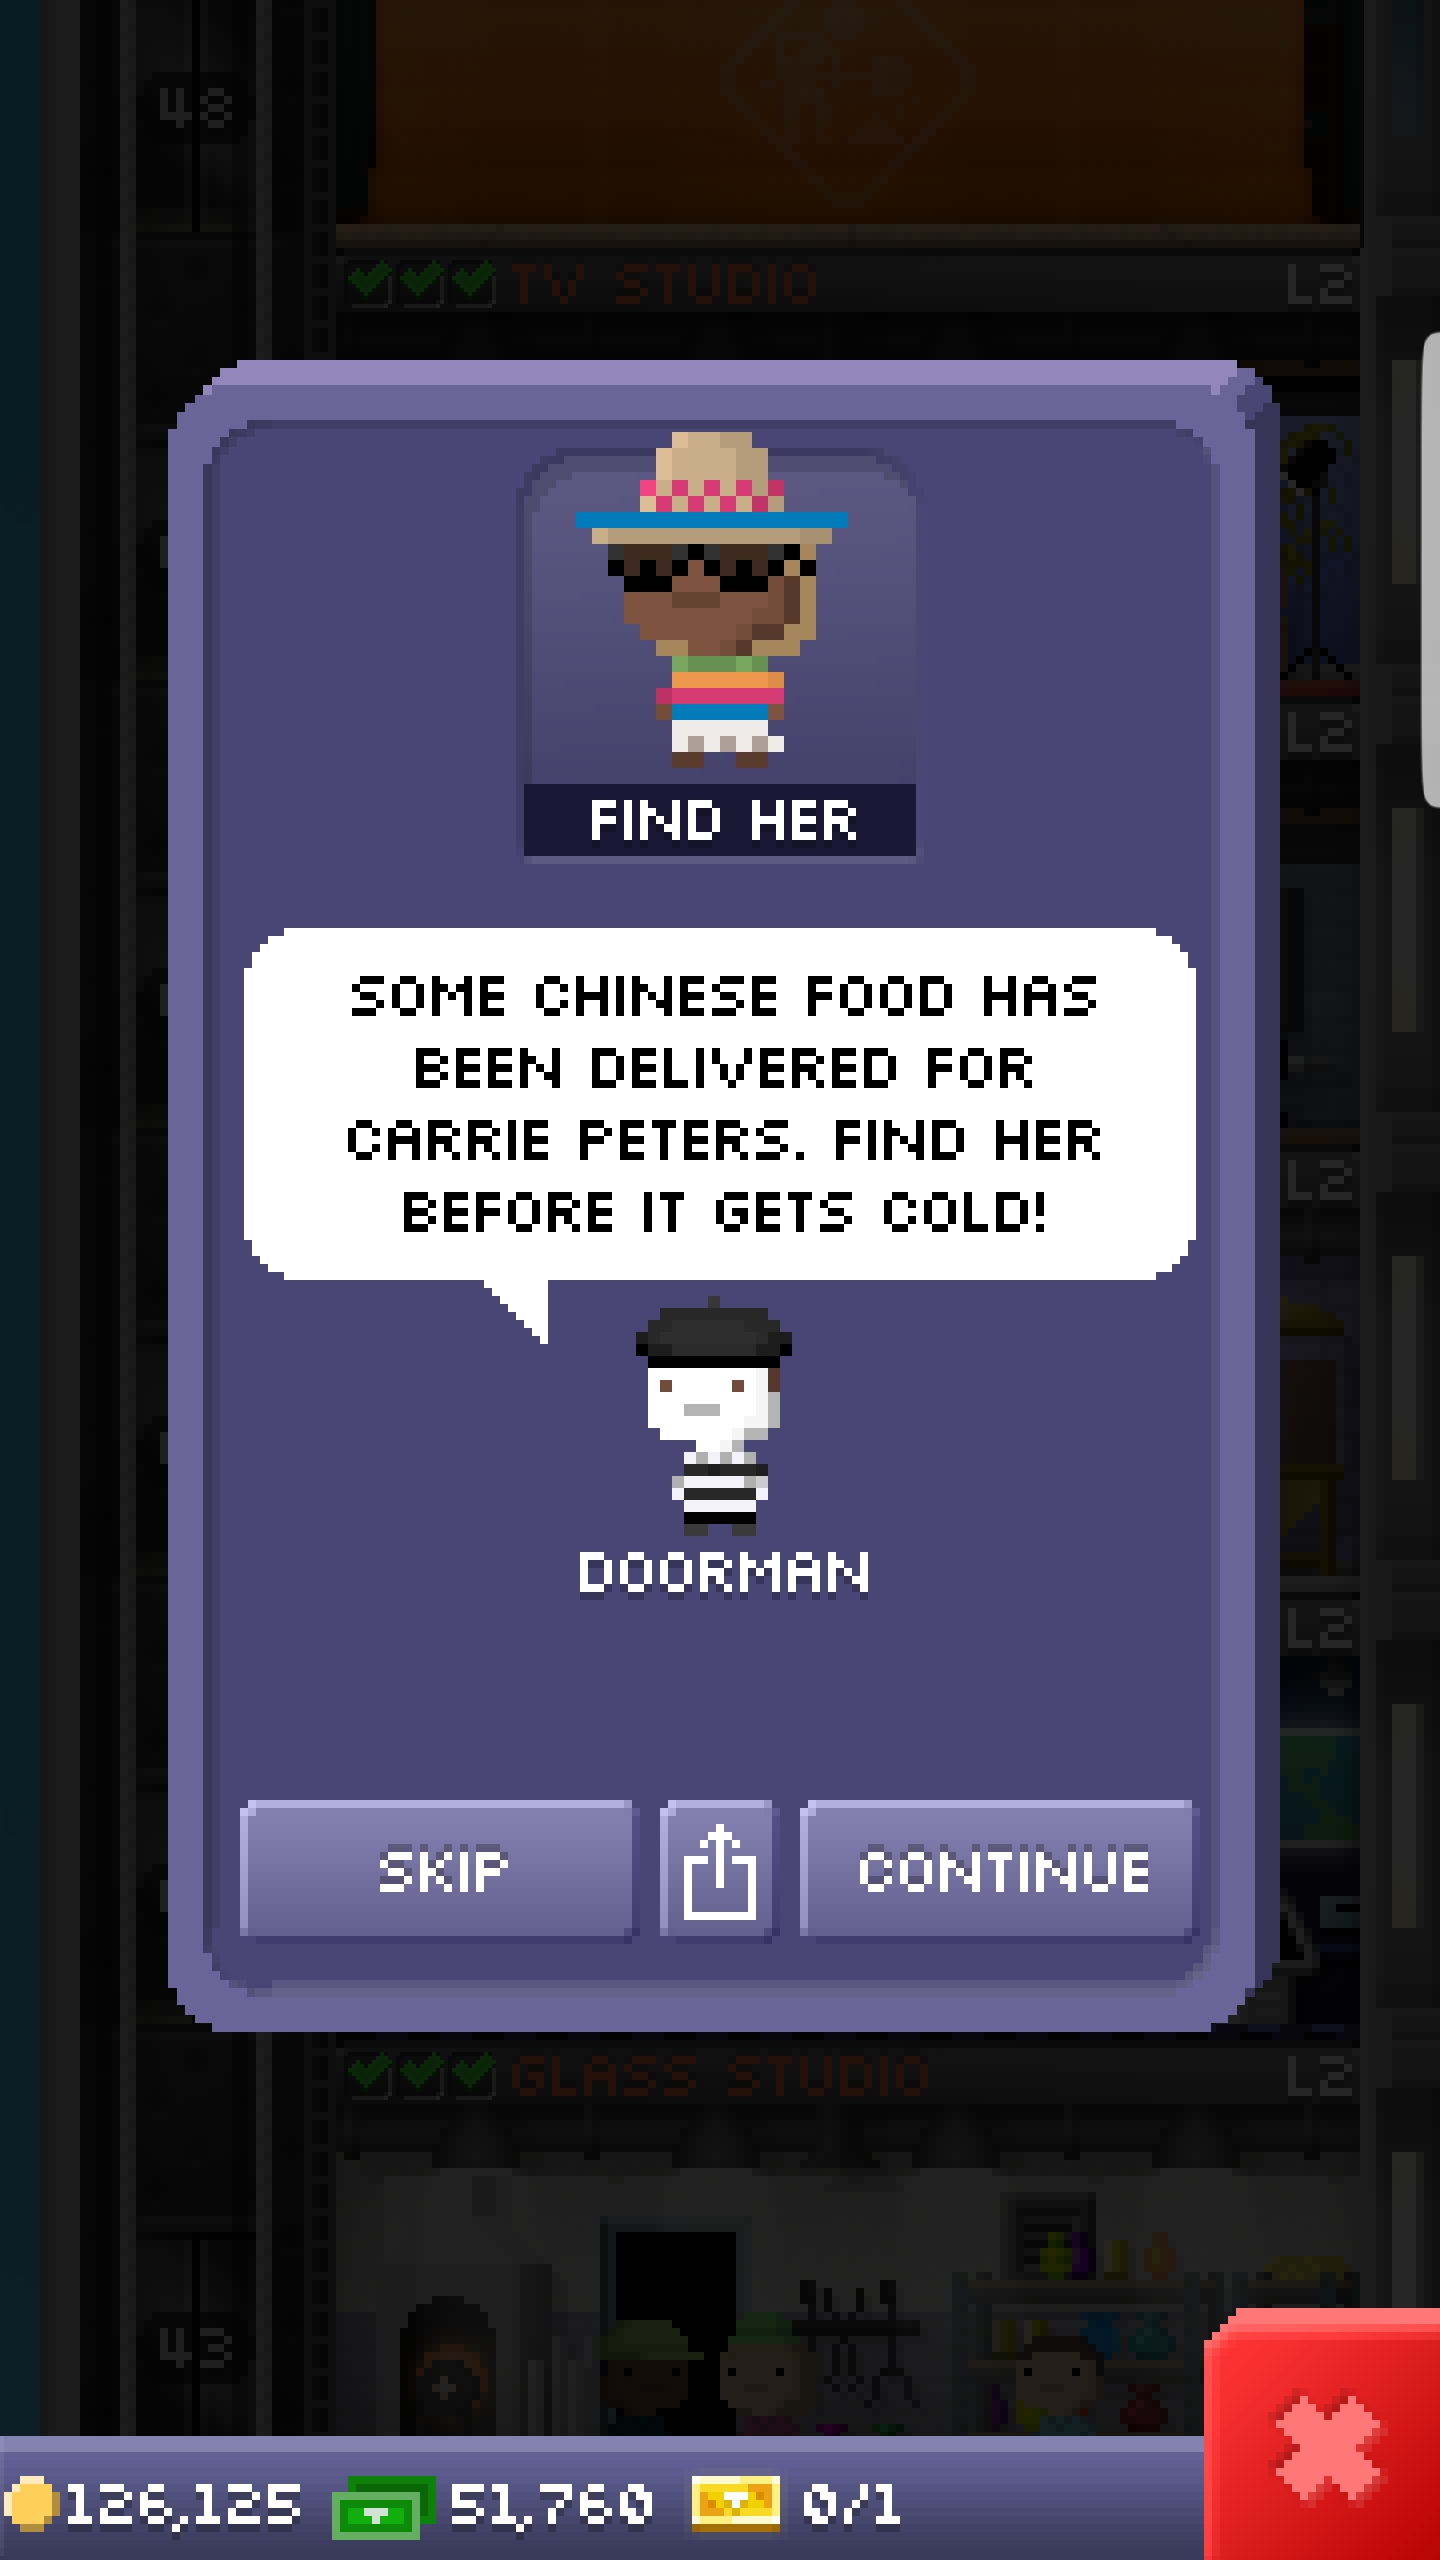 48
TV STUDIO L2
FIND HER
L2
SOME CHINESE FOOD HAS
BEEN DELIVERED FOR
CARRIE PETERS. FIND HER
BEFORE IT GETS COLD!
L2
DOORMAN
L2
SKIP
CONTINUE
GLASS STUDIO L2
43
126,125 51,760 0/1